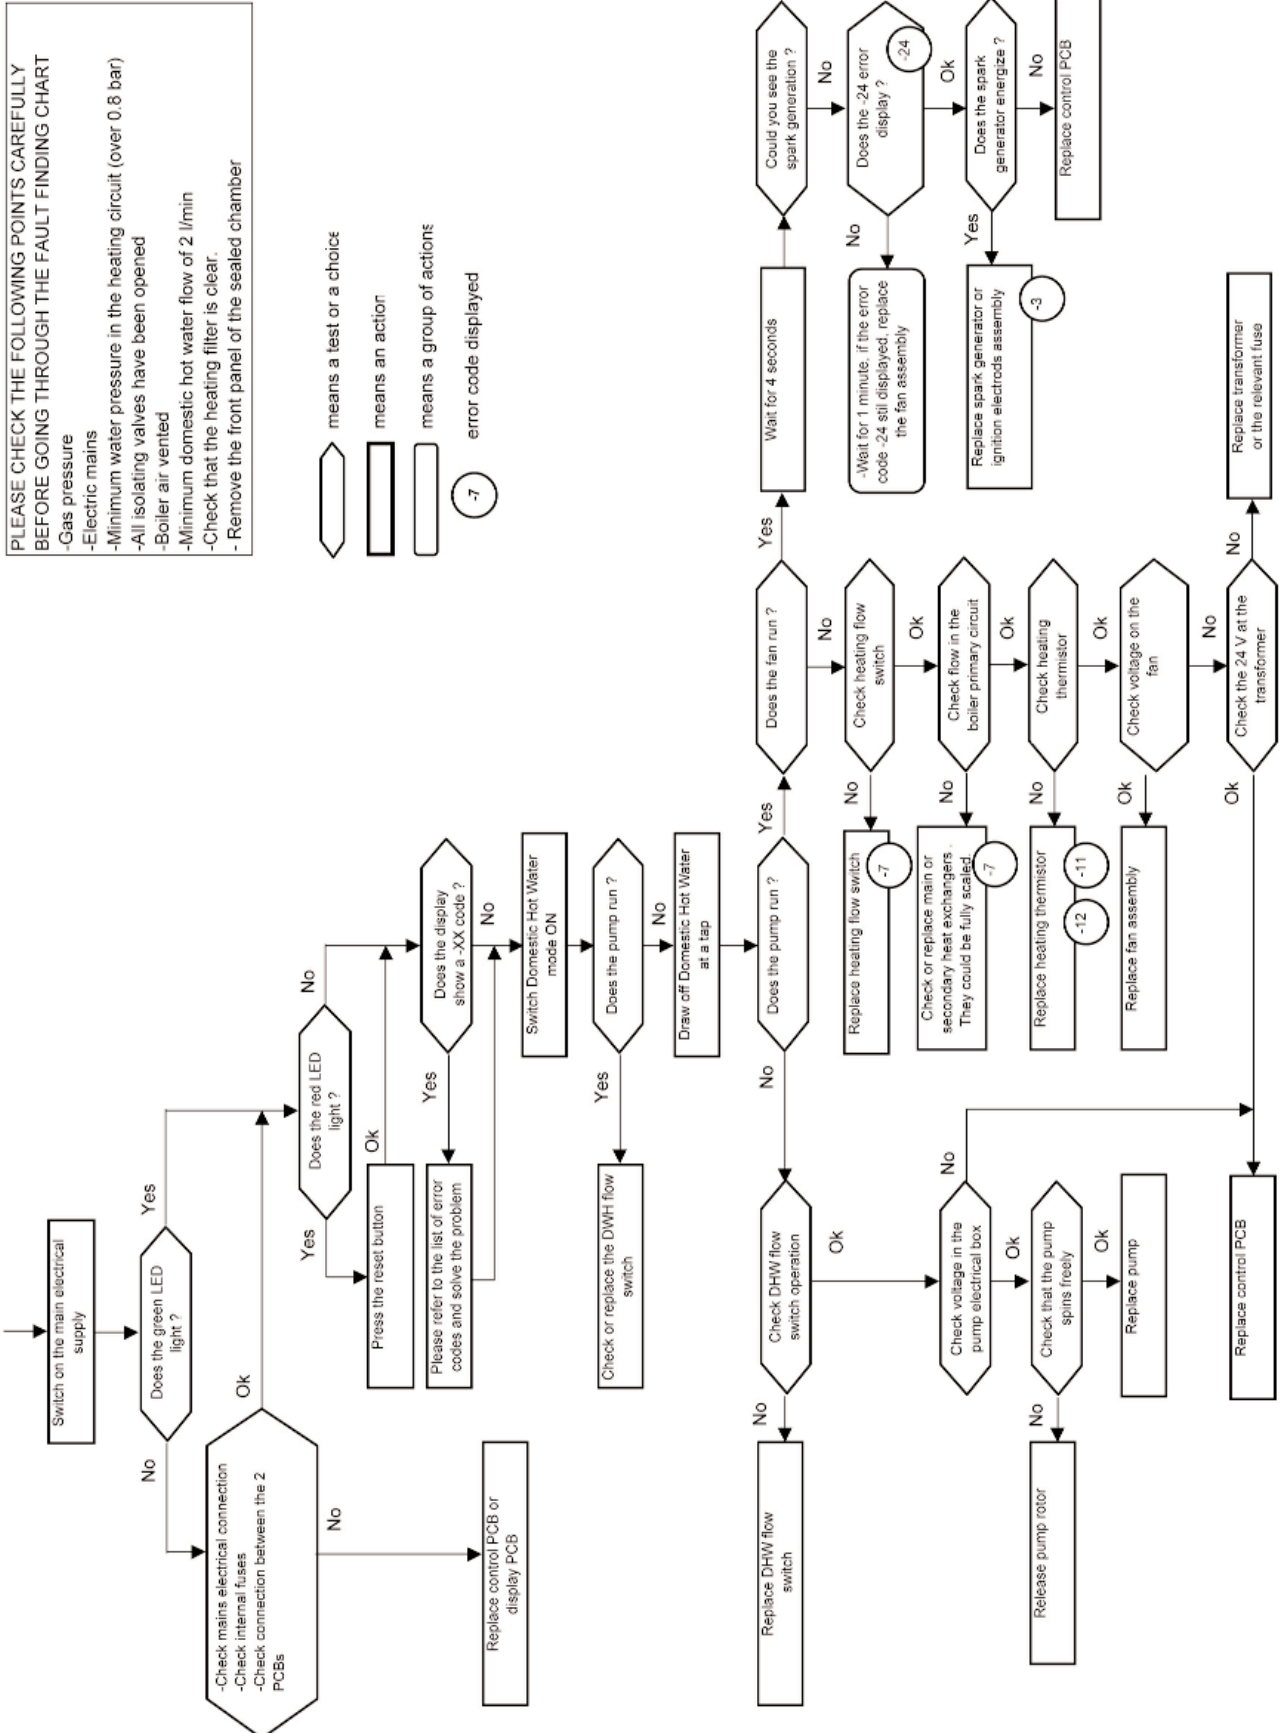 PLEASE CHECK THE FOLLOWING POINTS CAREFULLY
BEFORE GOING THROUGH THE FAULT FINDING CHART
-Gas pressure
-Electric mains
-Minimum water pressure in the heating circuit (over 0.8 bar)
-All isolating valves have been opened
-Boiler air vented
-Minimum domestic hot water flow of 2 l/min
-Check that the heating filter is clear.
- Remove the front panel of the sealed chamber
means a test or a choice
means an action
means a group of actions
-7
error code displayed
Switch on the main electrical
supply
Does the green LED
light ?
Yes
No
-Check mains electrical connection
-Check internal fuses
-Check connection between the 2
PCBs
Ok
No
Replace control PCB or
display PCB
Does the red LED
light ?
No
Yes
Press the reset button
Ok
Does the display
show a -XX code ?
Yes
No
Please refer to the list of error
codes and solve the problem
Switch Domestic Hot Water
mode ON
Does the pump run ?
Yes
No
Check or replace the DWH flow
switch
Draw off Domestic Hot Water
at a tap
Does the pump run ?
No
Yes
Check DHW flow
switch operation
No
Ok
Replace DHW flow
switch
Check voltage in the
pump electrical box
No
Ok
Check that the pump
spins freely
No
Ok
Release pump rotor
Replace pump
Replace control PCB
Does the fan run ?
Yes
No
Check heating flow
switch
No
Ok
Replace heating flow switch
-7
Check flow in the
boiler primary circuit
No
Ok
Check or replace main or
secondary heat exchangers .
They could be fully scaled.
-7
Check heating
thermistor
No
Ok
Replace heating thermistor
-12
-11
Check voltage on the
fan
Ok
No
Replace fan assembly
Check the 24 V at the
transformer
Ok
No
Replace transformer
or the relevant fuse
Wait for 4 seconds
Could you see the
spark generation ?
No
Does the -24 error
display ?
-24
No
Ok
-Wait for 1 minute, if the error
code -24 stil displayed, replace
the fan assembly
Does the spark
generator energize ?
Yes
No
Replace spark generator or
ignition electrods assembly
-3
Replace control PCB